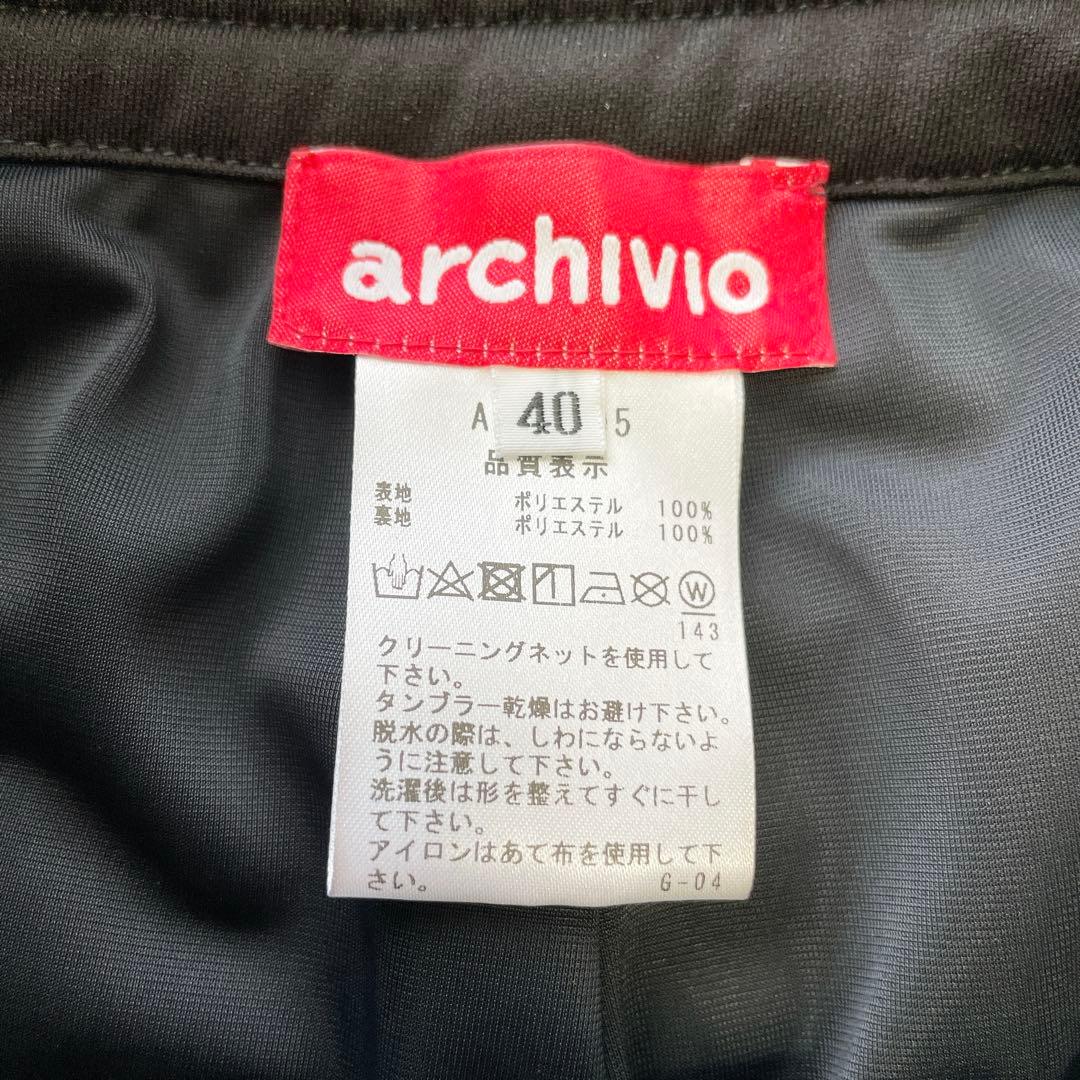 archivio
40
A 5
品質表示
表地 ポリエステル 100%
裏地 ポリエステル 100%
W
143
クリーニングネットを使用して
下さい。
タンブラー乾燥はお避け下さい。
脱水の際は、しわにならないよ
うに注意して下さい。
洗濯後は形を整えてすぐに干し
て下さい。
アイロンはあて布を使用して下
さい。 G-04